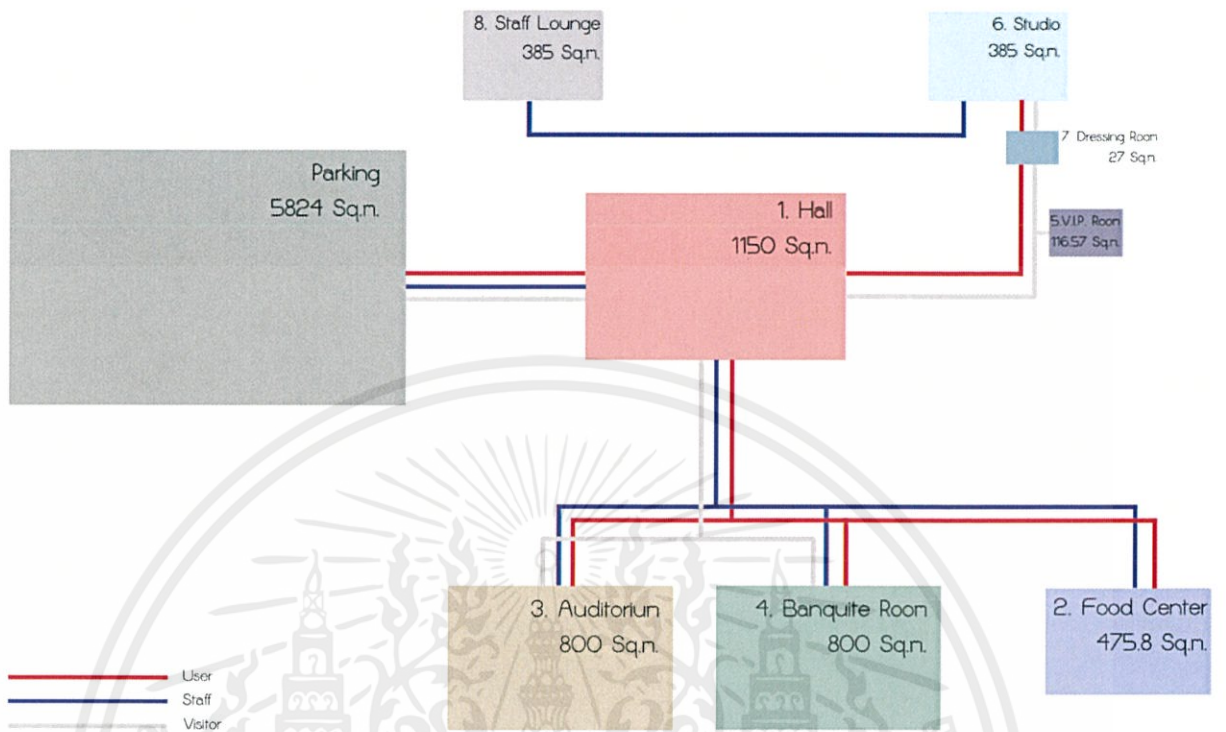 8. Staff Lounge
385 Sq.n.
6. Studio
385 Sq.n.
7 Dressing Room
27 Sq.n.
Parking
5824 Sq.n.
1. Hall
1150 Sq.n.
5.V.I.P. Room
116.57 Sq.n.
3. Auditoriun
800 Sq.n.
4. Banquite Room
800 Sq.n.
2. Food Center
475.8 Sq.n.
User
Staff
Visitor